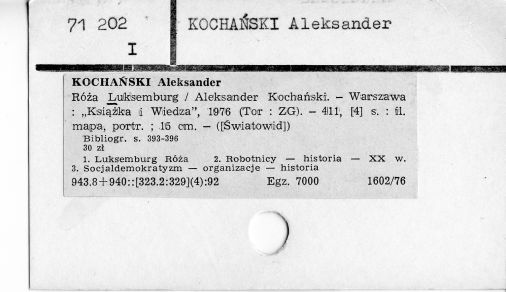 71 202
I
KOCHAŃSKI Aleksander
KOCHAŃSKI Aleksander
Róża Luksemburg / Aleksander Kochański. – Warszawa
: „Książka i Wiedza”, 1976 (Tor : ZG). – 411, [4] s. : il.
mapa, portr. ; 15 cm. – ([Światowid])
Bibliogr. s. 393-396
30 zł
1. Luksemburg Róża 2. Robotnicy — historia — XX w.
3. Socjaldemokratyzm — organizacje — historia
943.8+940::[323.2:329](4):92 Egz. 7000 1602/76